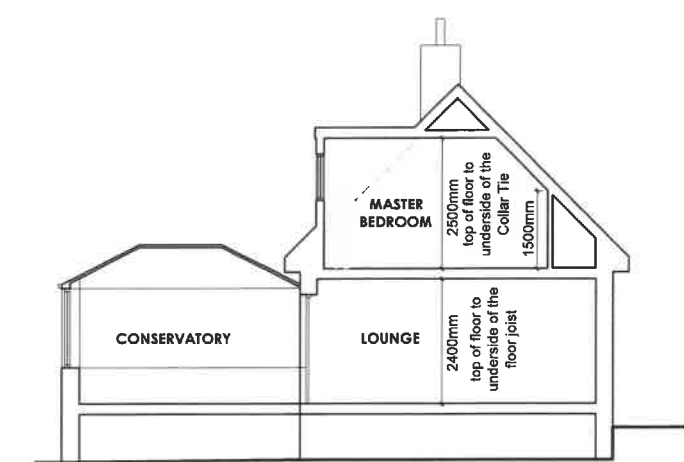 MASTER
BEDROOM
2500mm
top of floor to
underside of the
Collar Tie
1500mm
CONSERVATORY
LOUNGE
2400mm
top of floor to
underside of the
floor joist